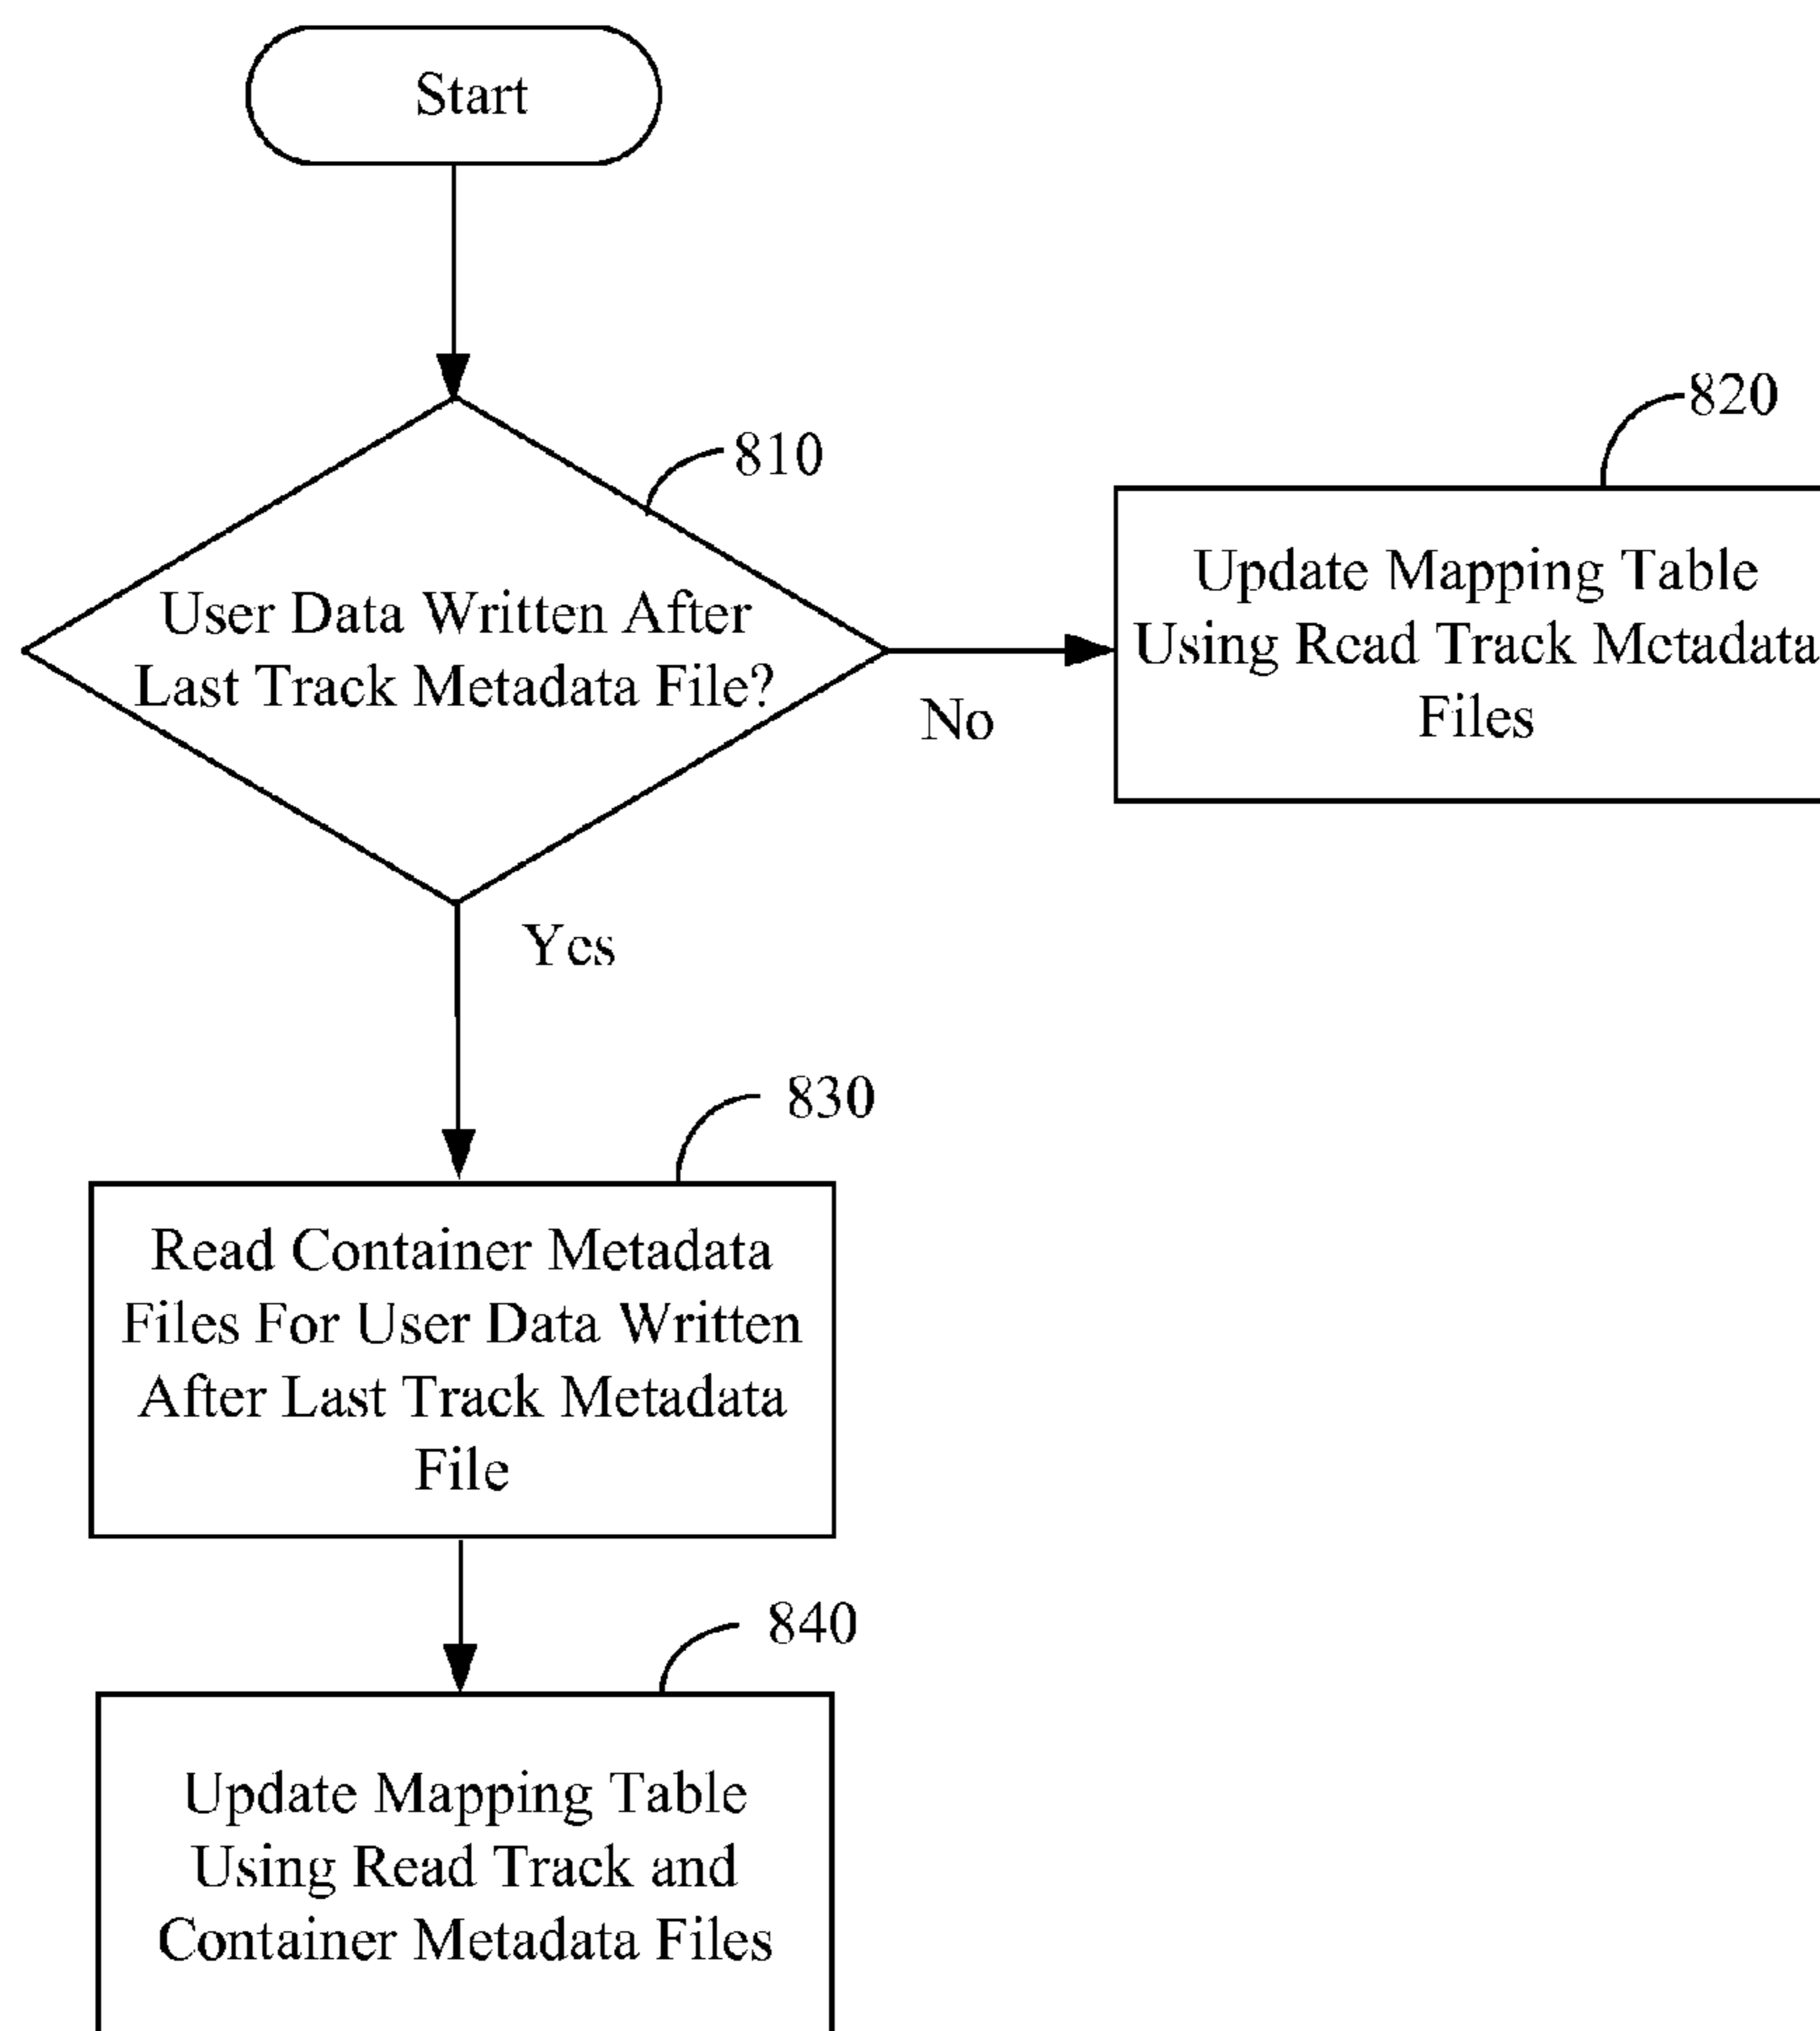 Start
810
820
User Data Written After
Last Track Metadata File?
No
Update Mapping Table
Using Read Track Metadata
Files
Yes
830
Read Container Metadata
Files For User Data Written
After Last Track Metadata
File
840
Update Mapping Table
Using Read Track and
Container Metadata Files